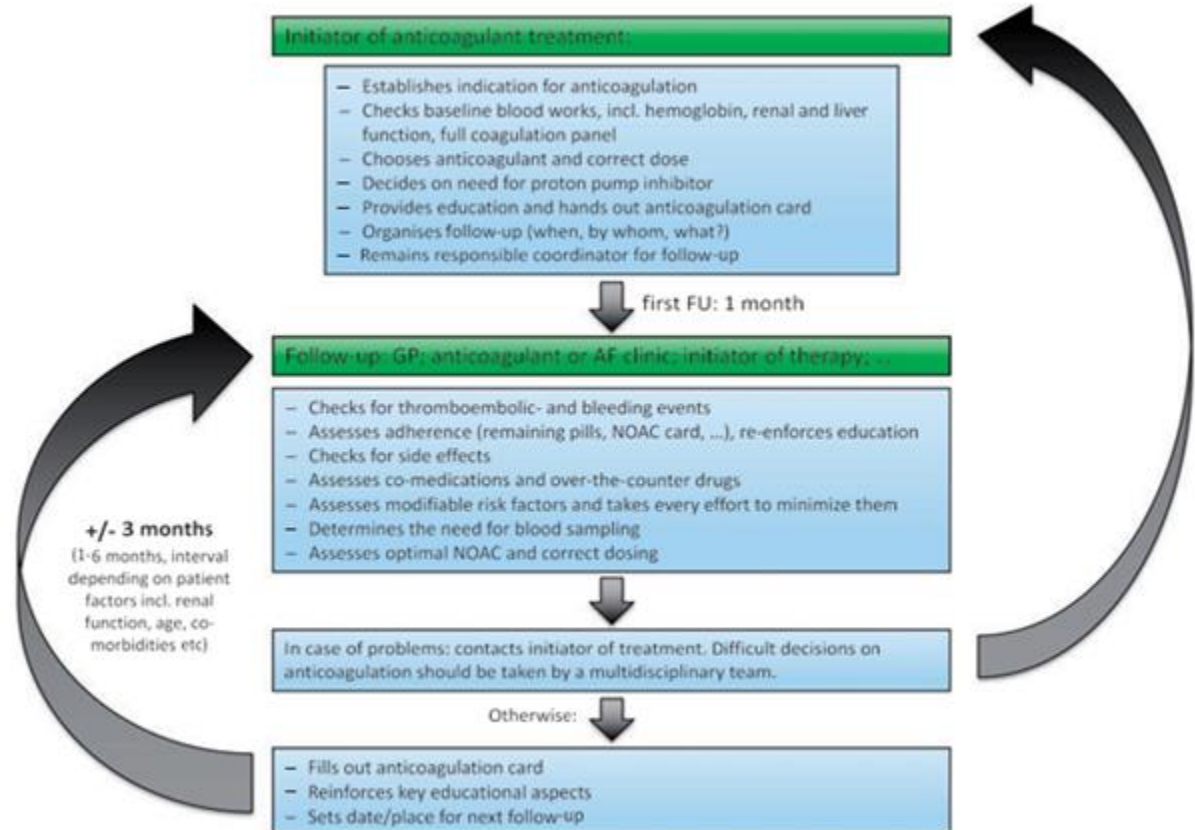 Initiator of anticoagulant treatment:
– Establishes indication for anticoagulation
– Checks baseline blood works, incl. hemoglobin, renal and liver
function, full coagulation panel
– Chooses anticoagulant and correct dose
– Decides on need for proton pump inhibitor
– Provides education and hands out anticoagulation card
– Organises follow-up (when, by whom, what?)
– Remains responsible coordinator for follow-up
first FU: 1 month
Follow-up: GP; anticoagulant or AF clinic; initiator of therapy; ...
– Checks for thromboembolic- and bleeding events
– Assesses adherence (remaining pills, NOAC card, ...), re-enforces education
– Checks for side effects
– Assesses co-medications and over-the-counter drugs
– Assesses modifiable risk factors and takes every effort to minimize them
– Determines the need for blood sampling
– Assesses optimal NOAC and correct dosing
+/- 3 months
(1-6 months, interval
depending on patient
factors incl. renal
function, age, co-
morbidities etc)
In case of problems: contacts initiator of treatment. Difficult decisions on
anticoagulation should be taken by a multidisciplinary team.
Otherwise:
– Fills out anticoagulation card
– Reinforces key educational aspects
– Sets date/place for next follow-up